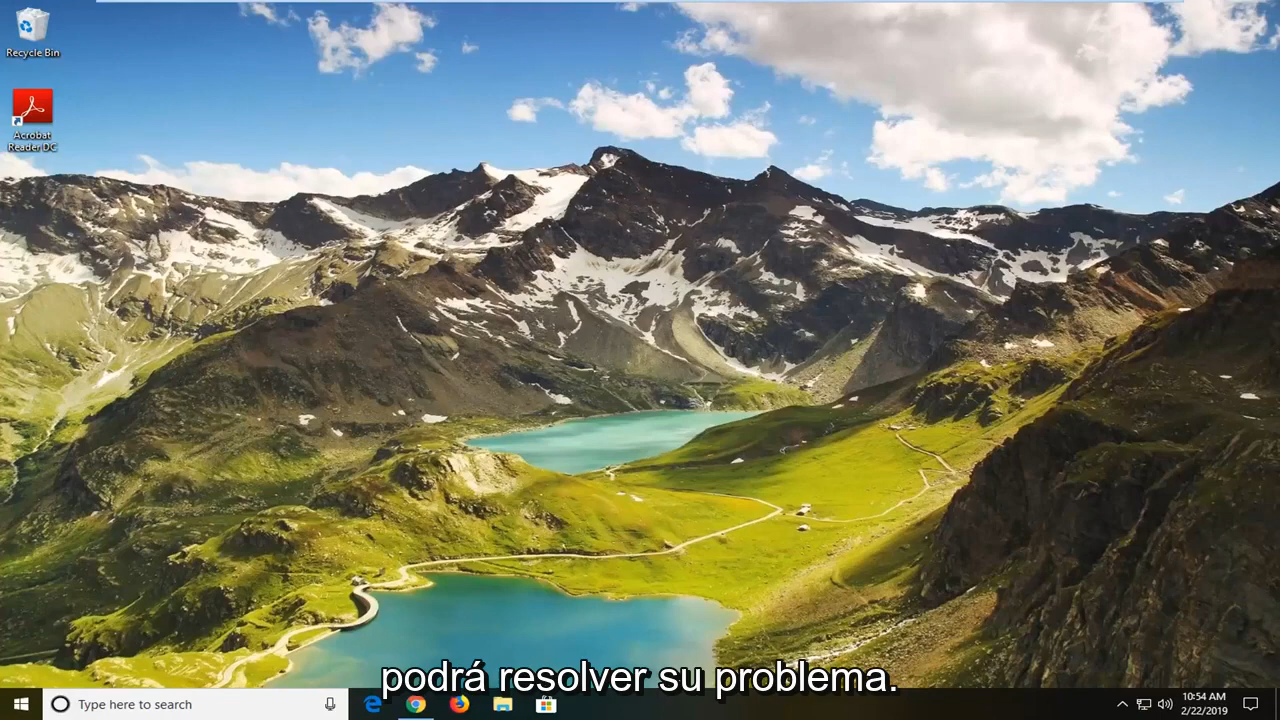 Recycle Bin
Acrobat
Reader DC
podrá resolver su problema.
Type here to search
10:54 AM
2/22/2019